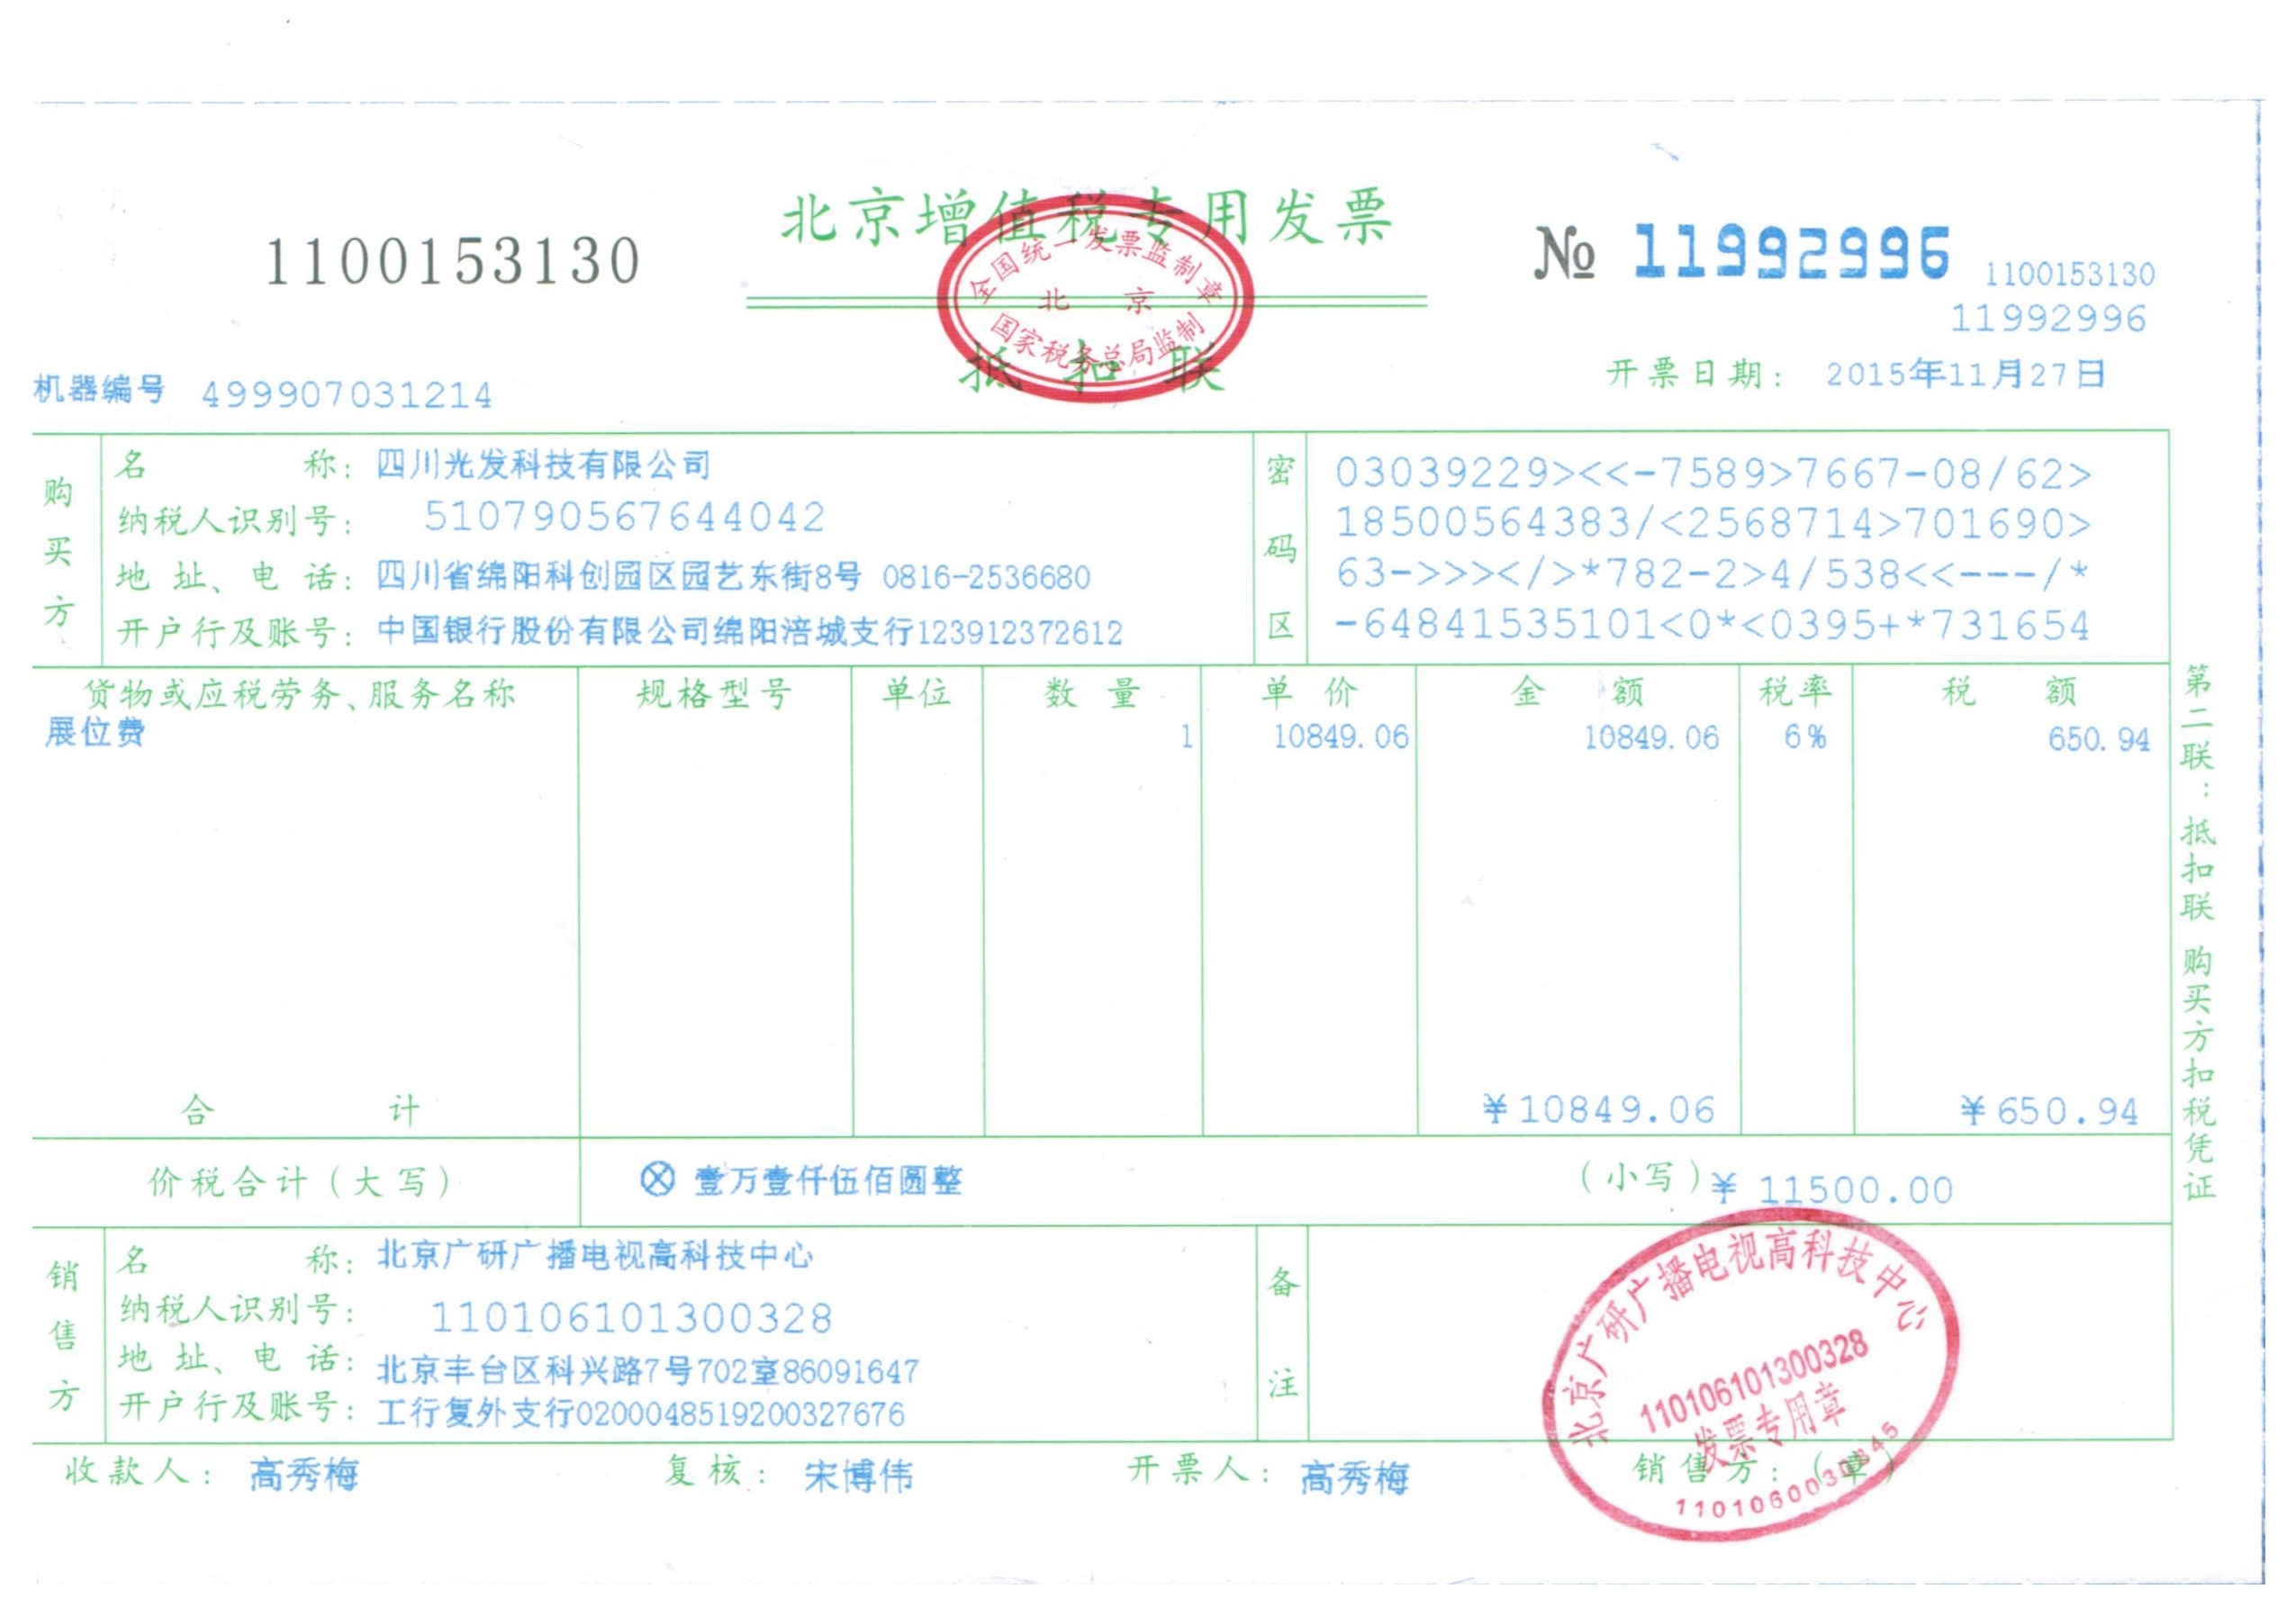 北京增值税专用发票
1100153130
№ 11992996
1100153130
11992996
全国统一发票监制章
北 京
国家税务总局监制
抵 扣 联
机器编号 499907031214
开票日期: 2015年11月27日
购买方
名 称: 四川光发科技有限公司
纳税人识别号: 510790567644042
地 址、电 话: 四川省绵阳科创园区园艺东街8号 0816-2536680
开户行及账号: 中国银行股份有限公司绵阳涪城支行123912372612
密码区
03039229><<-7589>7667-08/62>
18500564383/<2568714>701690>
63->>></>*782-2>4/538<<---/*
-64841535101<0*<0395+*731654
货物或应税劳务、服务名称 规格型号 单位 数 量 单 价 金 额 税率 税 额
展位费 1 10849.06 10849.06 6% 650.94
合 计 ¥10849.06 ¥650.94
价税合计(大写) ⊗ 壹万壹仟伍佰圆整 (小写)¥ 11500.00
销售方
名 称: 北京广研广播电视高科技中心
纳税人识别号: 110106101300328
地 址、电 话: 北京丰台区科兴路7号702室86091647
开户行及账号: 工行复外支行0200048519200327676
备注
收款人: 高秀梅 复核: 宋博伟 开票人: 高秀梅 销售方:(章)
北京广研广播电视高科技中心
110106101300328
发票专用章
第二联:抵扣联 购买方扣税凭证